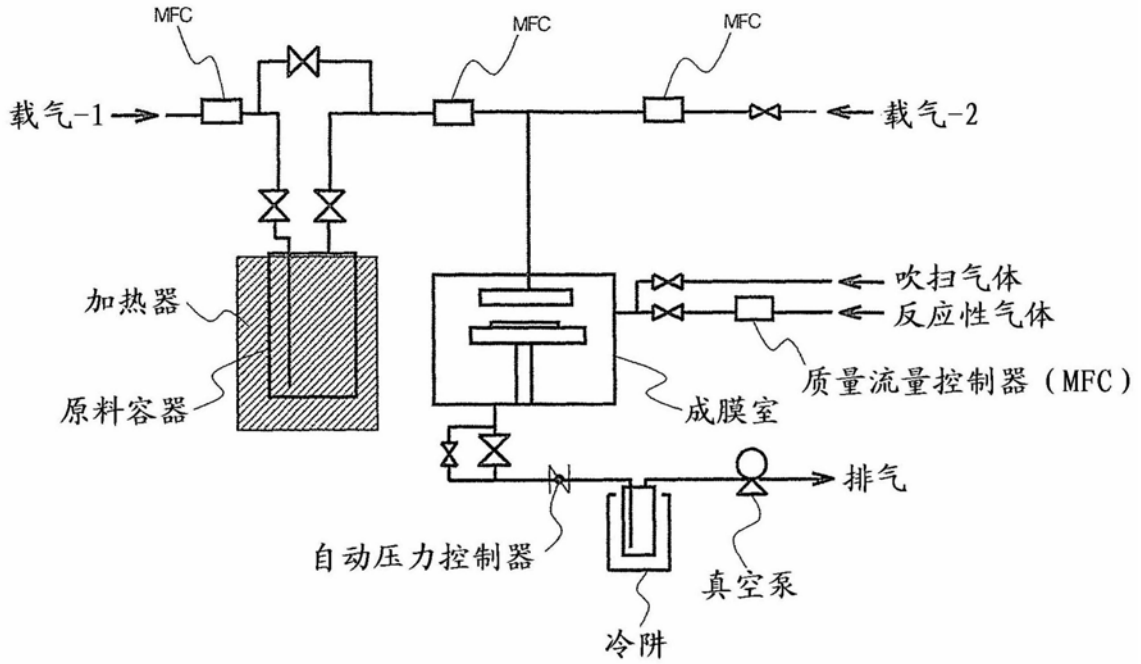 MFC
MFC
MFC
载气-1
载气-2
吹扫气体
加热器
反应性气体
质量流量控制器(MFC)
原料容器
成膜室
排气
自动压力控制器
真空泵
冷阱